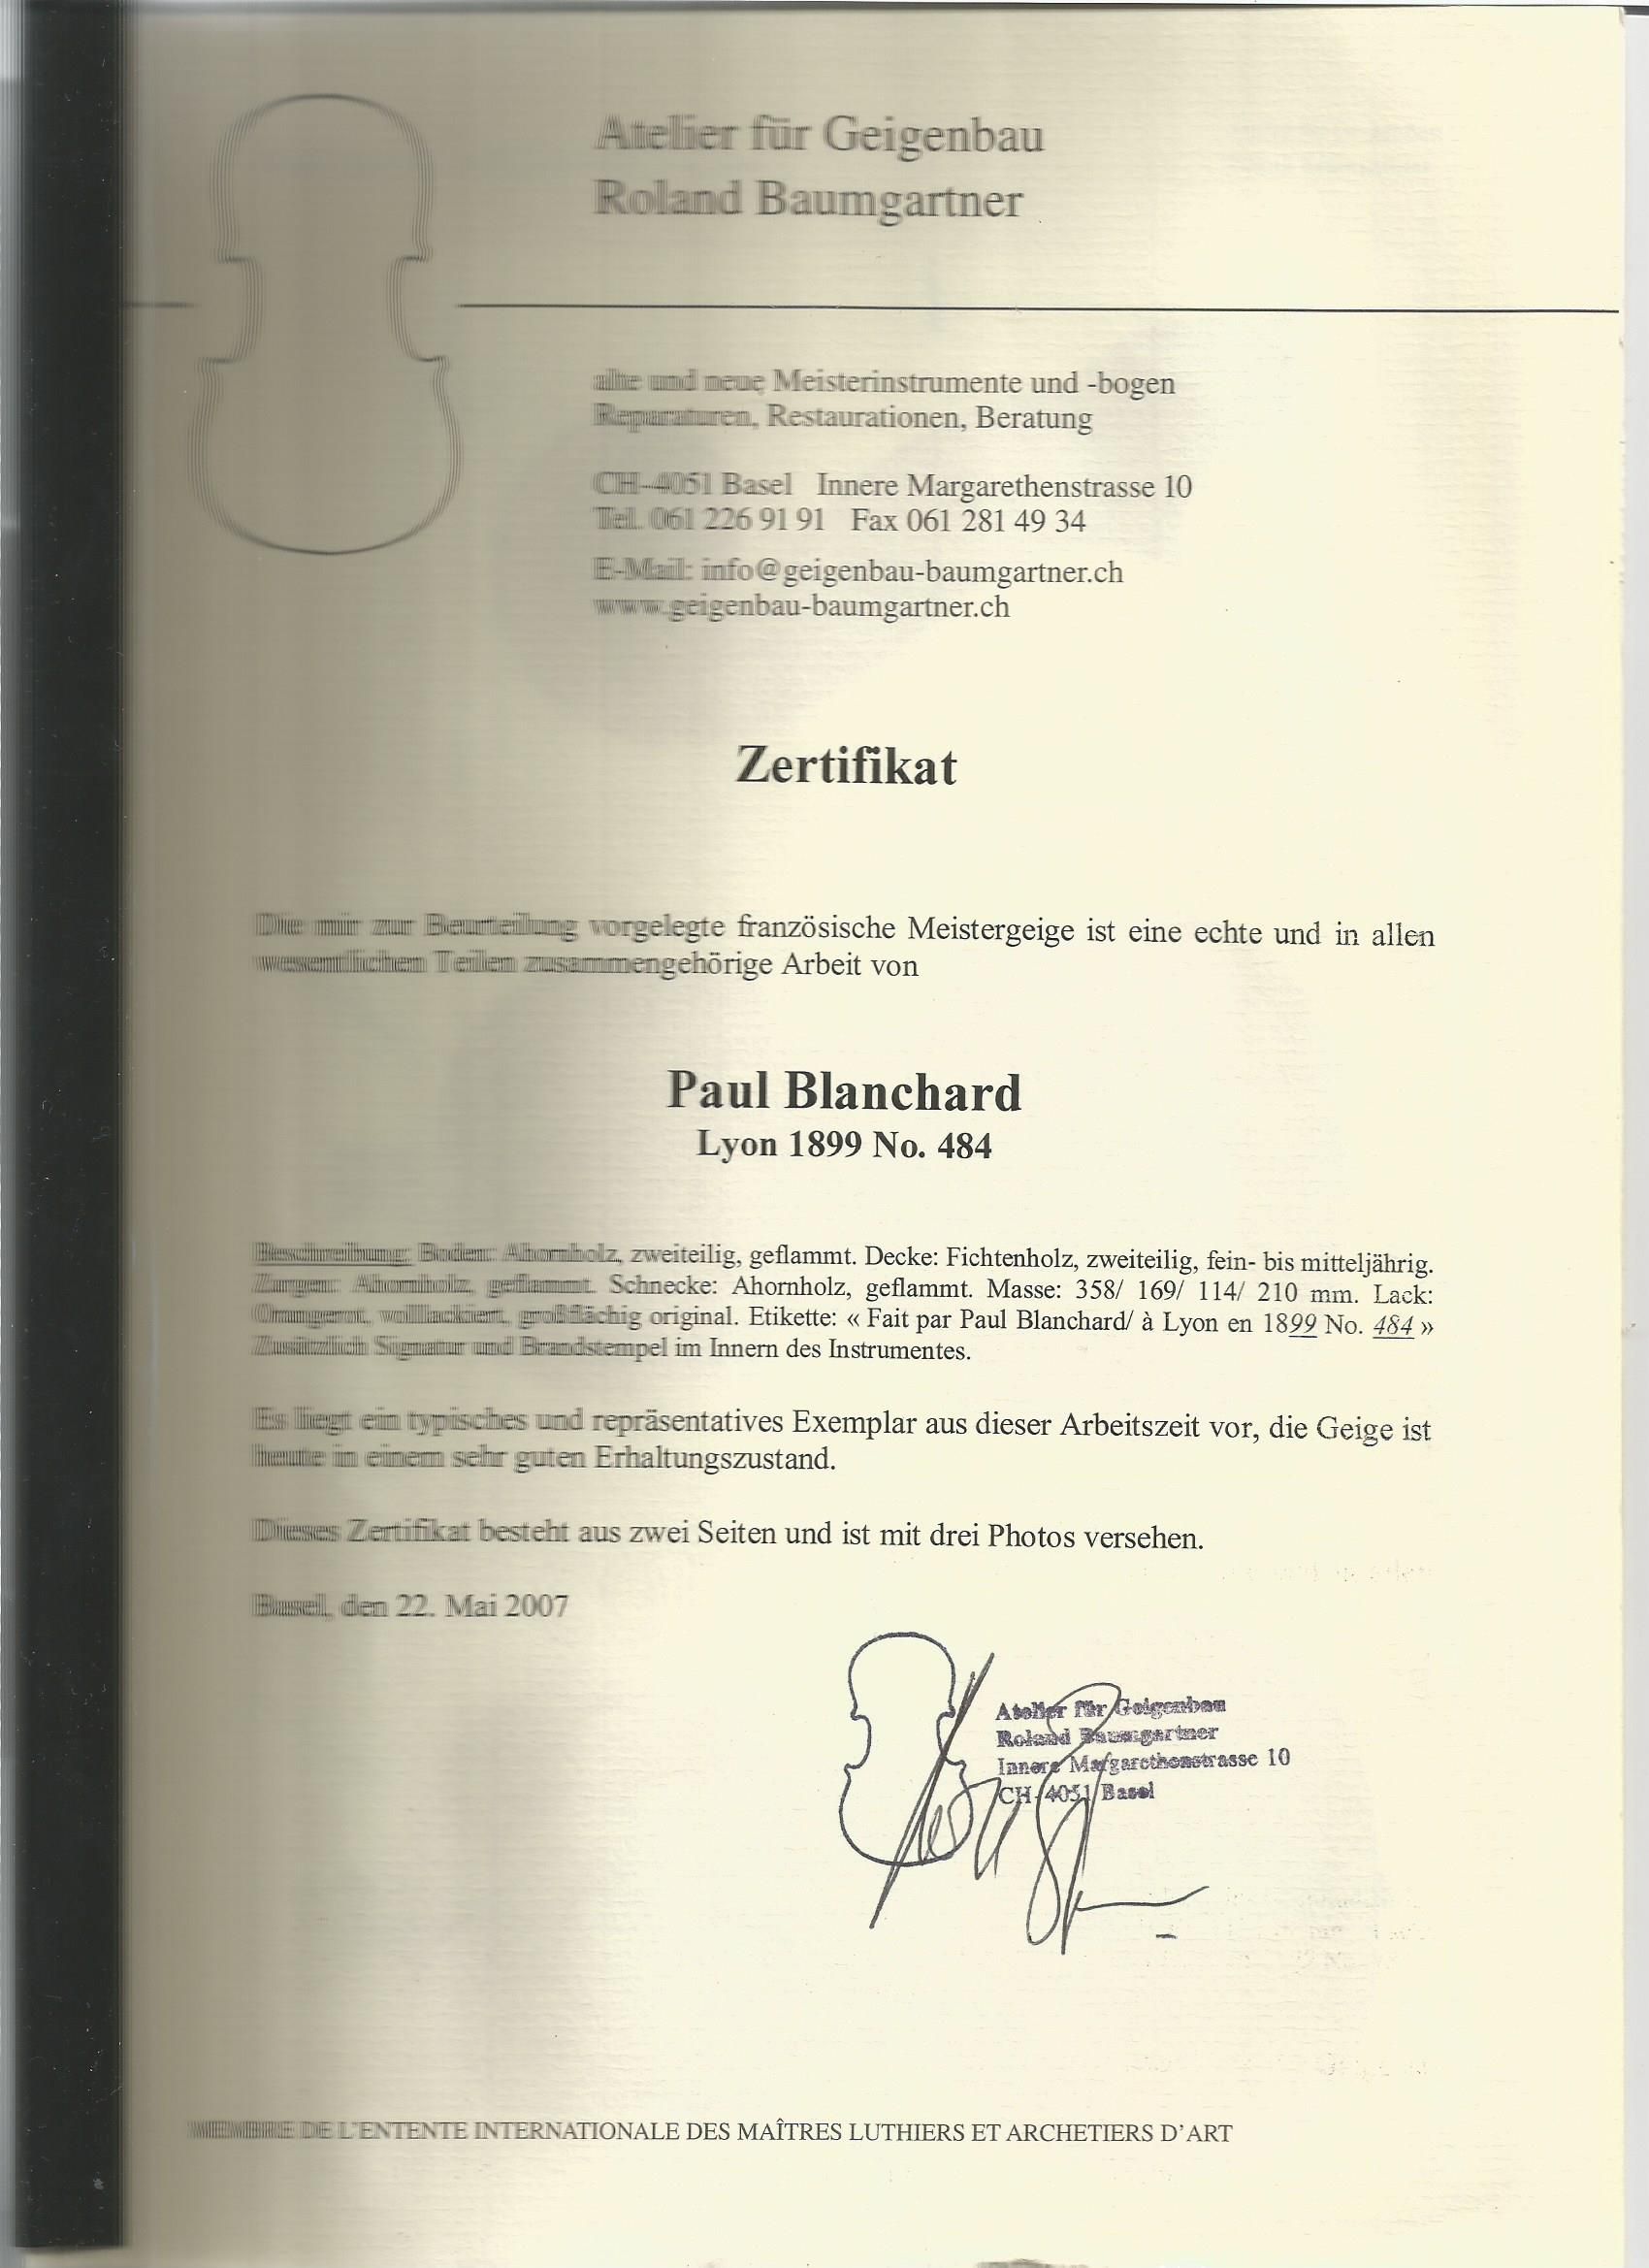 Atelier für Geigenbau
Roland Baumgartner
alte und neue Meisterinstrumente und -bogen
Reparaturen, Restaurationen, Beratung
CH-4051 Basel Innere Margarethenstrasse 10
Tel. 061 226 91 91 Fax 061 281 49 34
E-Mail: info@geigenbau-baumgartner.ch
www.geigenbau-baumgartner.ch
Zertifikat
Die mir zur Beurteilung vorgelegte französische Meistergeige ist eine echte und in allen
wesentlichen Teilen zusammengehörige Arbeit von
Paul Blanchard
Lyon 1899 No. 484
Beschreibung: Boden: Ahornholz, zweiteilig, geflammt. Decke: Fichtenholz, zweiteilig, fein- bis mitteljährig.
Zargen: Ahornholz, geflammt. Schnecke: Ahornholz, geflammt. Masse: 358/ 169/ 114/ 210 mm. Lack:
Orangerot, volllackiert, großflächig original. Etikette: « Fait par Paul Blanchard/ à Lyon en 1899 No. 484 »
Zusätzlich Signatur und Brandstempel im Innern des Instrumentes.
Es liegt ein typisches und repräsentatives Exemplar aus dieser Arbeitszeit vor, die Geige ist
heute in einem sehr guten Erhaltungszustand.
Dieses Zertifikat besteht aus zwei Seiten und ist mit drei Photos versehen.
Basel, den 22. Mai 2007
Atelier für Geigenbau
Roland Baumgartner
Innere Margarethenstrasse 10
CH-4051 Basel
MEMBRE DE L'ENTENTE INTERNATIONALE DES MAÎTRES LUTHIERS ET ARCHETIERS D'ART